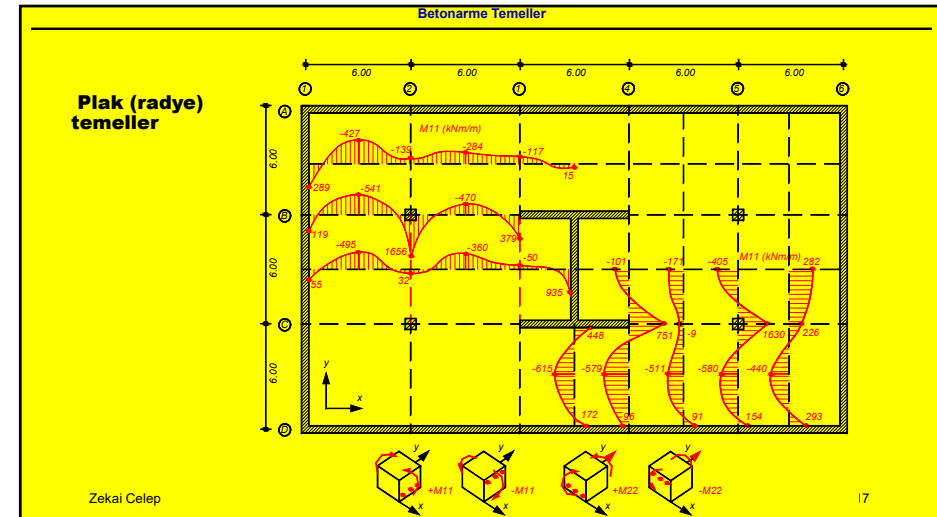 Betonarme Temeller
Plak (radye)
temeller
6.00 6.00 6.00 6.00 6.00
1 2 1 4 5 6
A
6.00
B
6.00
C
6.00
D
M11 (kNm/m)
-427 -139 -284 -117
289 15
-541 -470
119 1656 379
-495 -360 -50
55 32 935
-101 -171 -405 M11 (kNm/m) 282
448 751 -9 1630 226
-615 -579 -511 -580 -440
172 96 91 154 293
y
x
y y y y
+M11 -M11 +M22 -M22
x x x x
Zekai Celep
17